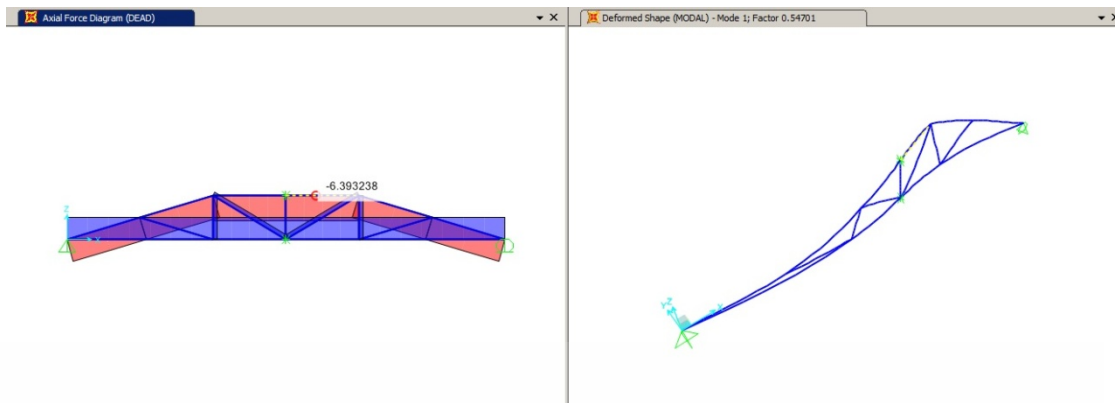 Axial Force Diagram (DEAD)
Deformed Shape (MODAL) - Mode 1; Factor 0.54701
-6.393238
Z